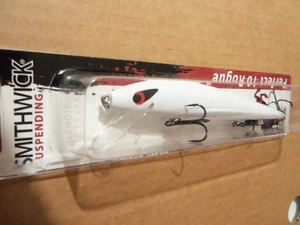 SMITHWICK
USPENDING
Perfect 10 Rogue